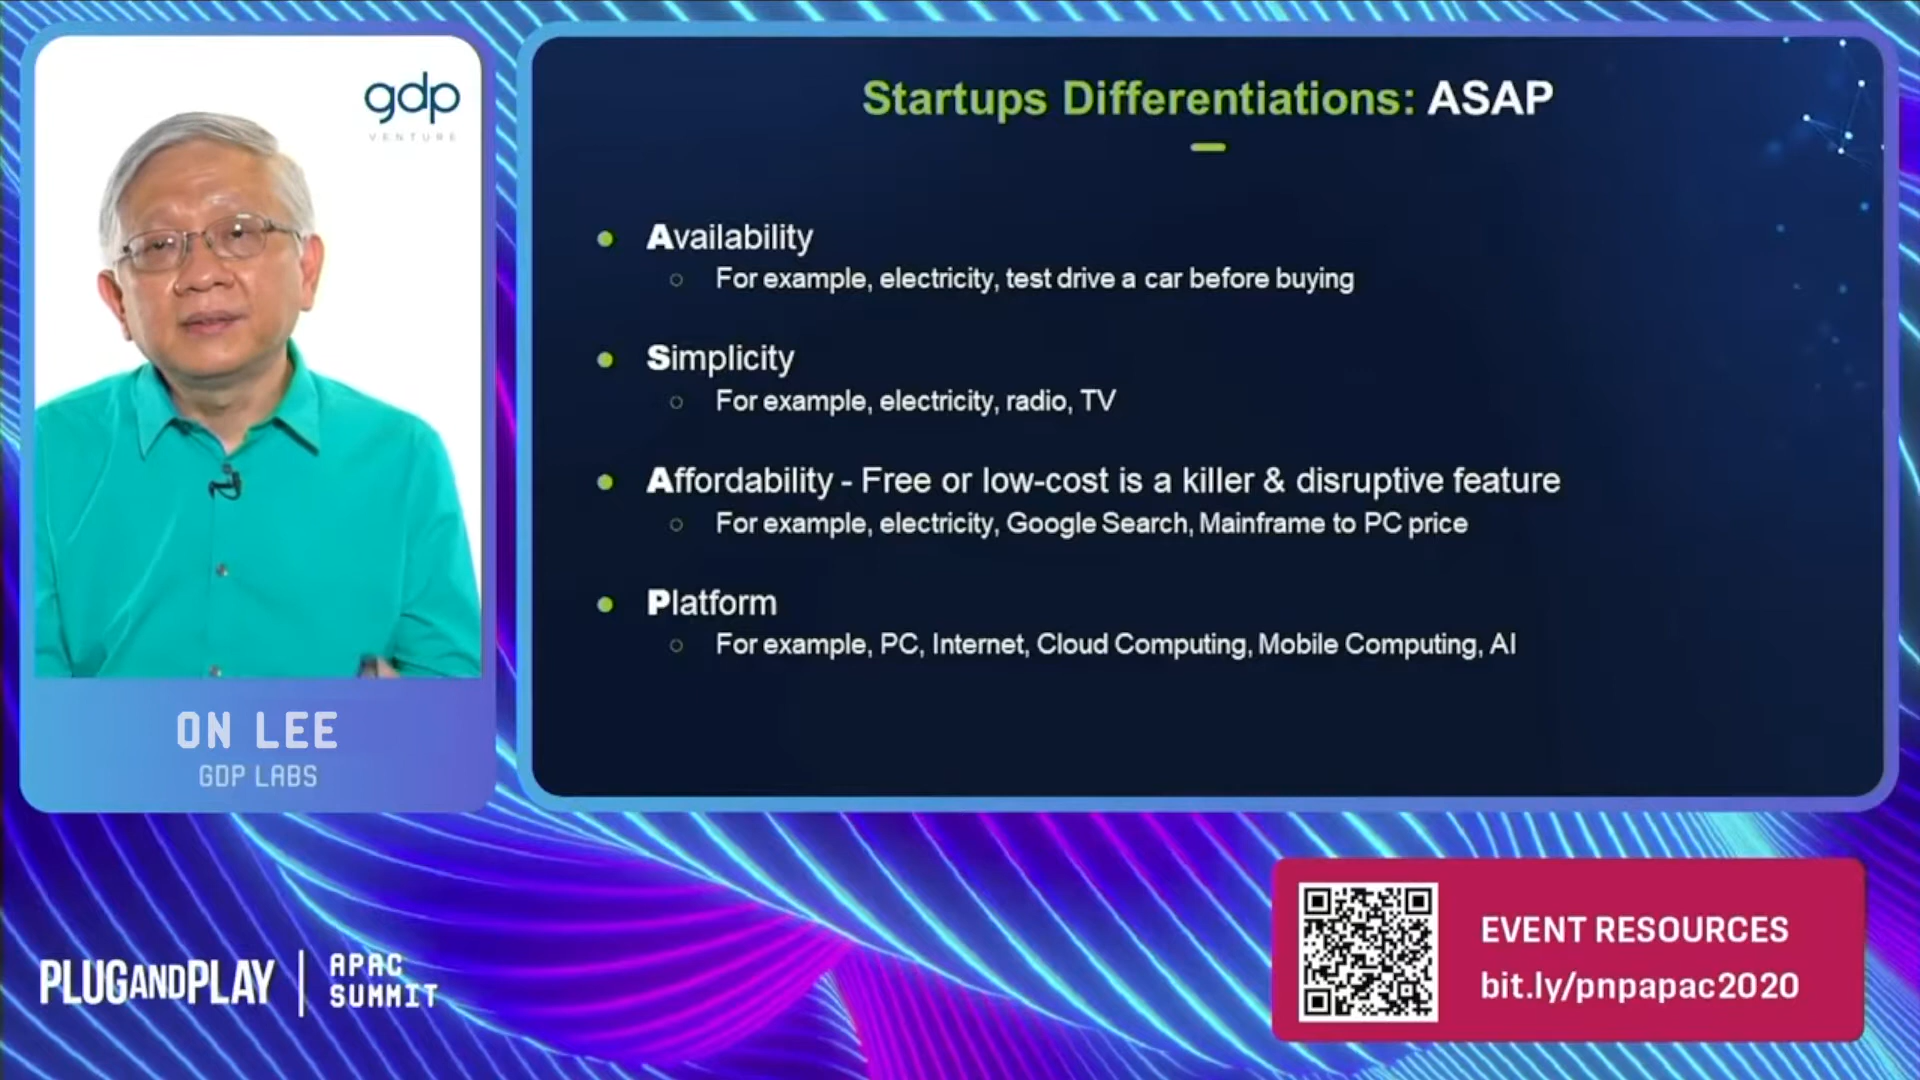 gdp
VENTURE
ON LEE
GDP LABS
Startups Differentiations: ASAP
Availability
For example, electricity, test drive a car before buying
Simplicity
For example, electricity, radio, TV
Affordability - Free or low-cost is a killer & disruptive feature
For example, electricity, Google Search, Mainframe to PC price
Platform
For example, PC, Internet, Cloud Computing, Mobile Computing, AI
PLUGANDPLAY
APAC
SUMMIT
EVENT RESOURCES
bit.ly/pnpapac2020